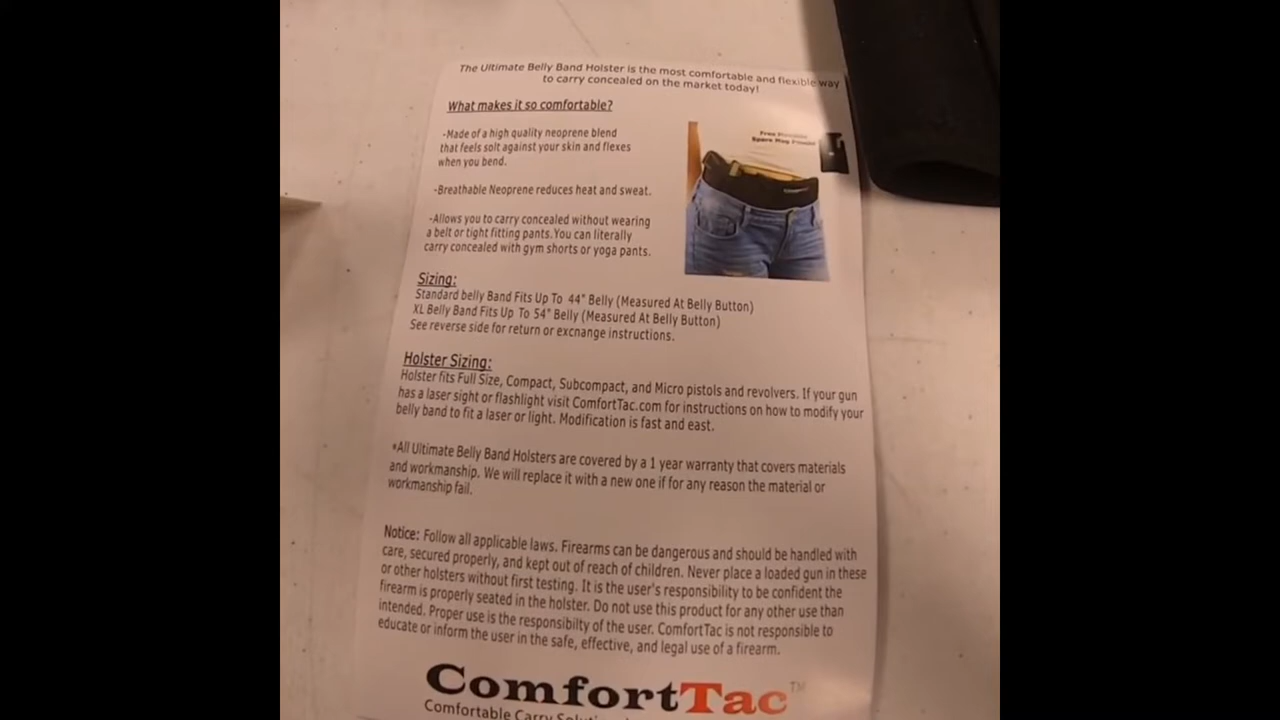 The Ultimate Belly Band Holster is the most comfortable and flexible way
to carry concealed on the market today!
What makes it so comfortable?
-Made of a high quality neoprene blend
that feels solt against your skin and flexes
when you bend.
-Breathable Neoprene reduces heat and sweat.
-Allows you to carry concealed without wearing
a belt or tight fitting pants. You can literally
carry concealed with gym shorts or yoga pants.
Free
Spare Mag Pouch
Sizing:
Standard belly Band Fits Up To 44" Belly (Measured At Belly Button)
XL Belly Band Fits Up To 54" Belly (Measured At Belly Button)
See reverse side for return or excnange instructions.
Holster Sizing:
Holster fits Full Size, Compact, Subcompact, and Micro pistols and revolvers. If your gun
has a laser sight or flashlight visit ComfortTac.com for instructions on how to modify your
belly band to fit a laser or light. Modification is fast and east.
*All Ultimate Belly Band Holsters are covered by a 1 year warranty that covers materials
and workmanship. We will replace it with a new one if for any reason the material or
workmanship fail.
Notice: Follow all applicable laws. Firearms can be dangerous and should be handled with
care, secured properly, and kept out of reach of children. Never place a loaded gun in these
or other holsters without first testing. It is the user's responsibility to be confident the
firearm is properly seated in the holster. Do not use this product for any other use than
intended. Proper use is the responsibilty of the user. ComfortTac is not responsible to
educate or inform the user in the safe, effective, and legal use of a firearm.
ComfortTac™
Comfortable Carry